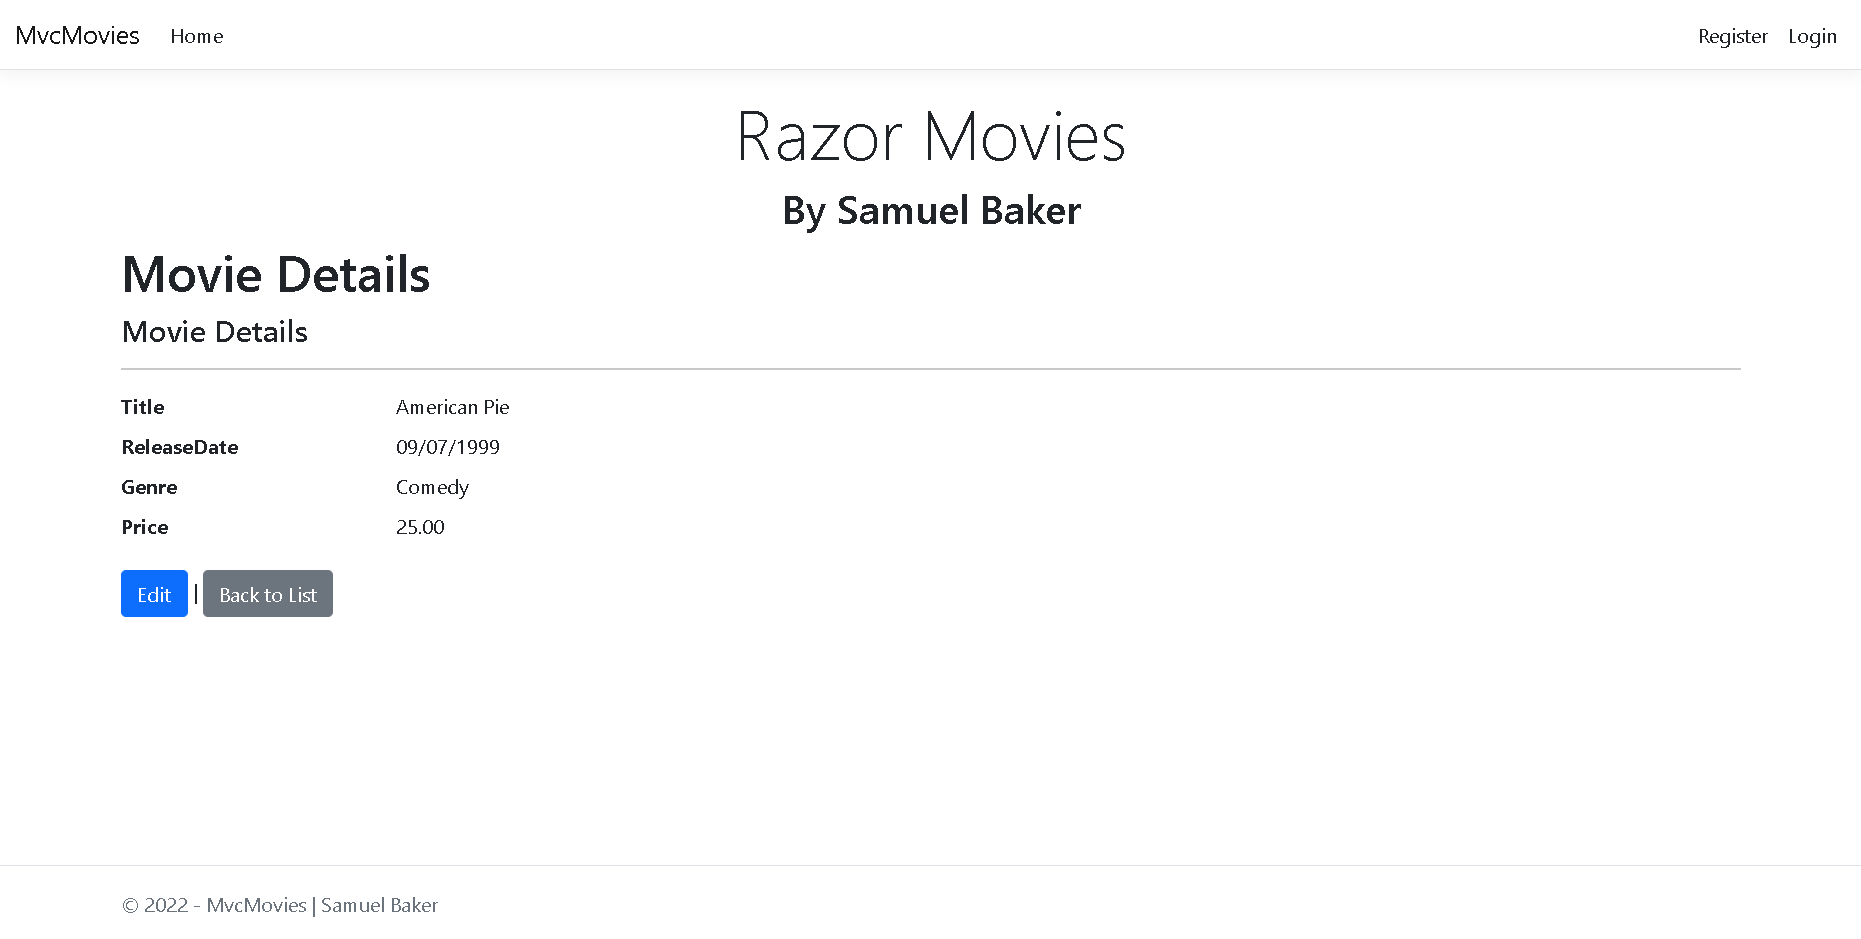 MvcMovies Home Register Login
Razor Movies
By Samuel Baker
Movie Details
Movie Details
Title American Pie
ReleaseDate 09/07/1999
Genre Comedy
Price 25.00
Edit | Back to List
© 2022 - MvcMovies | Samuel Baker